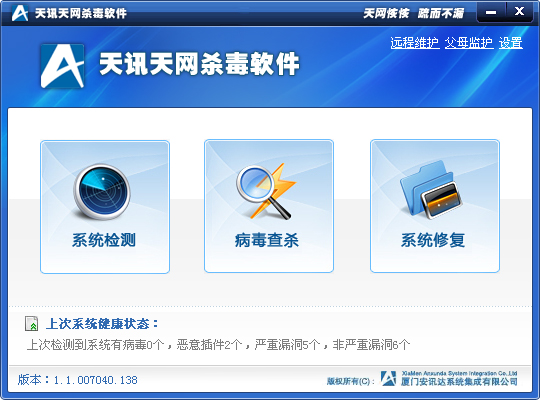 天讯天网杀毒软件
天网恢恢 疏而不漏
远程维护 父母监护 设置
天讯天网杀毒软件
系统检测
病毒查杀
系统修复
上次系统健康状态：
上次检测到系统有病毒0个，恶意插件2个，严重漏洞5个，非严重漏洞6个
版本：1.1.007040.138
版权所有(C)：
XiaMen Anxunda System Integration Co.,Ltd
厦门安讯达系统集成有限公司